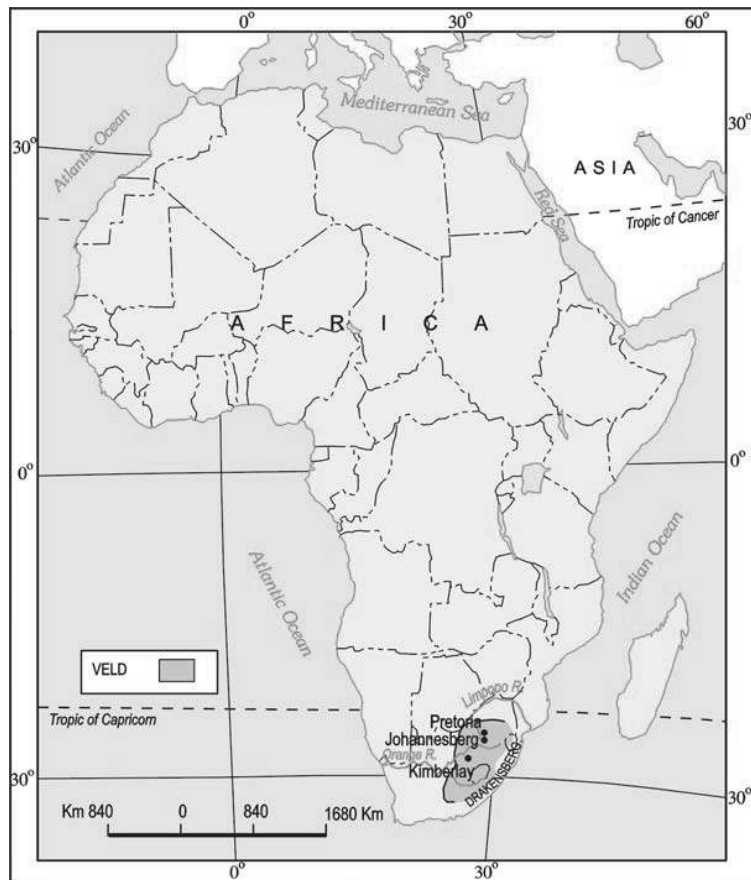 0° 30° 60°
Mediterranean Sea
Atlantic Ocean
30° 30°
ASIA
Red Sea
Tropic of Cancer
AFRICA
0° 0°
Atlantic Ocean
Indian Ocean
VELD
Limpopo R.
Tropic of Capricorn
Pretoria
Johannesberg
Orange R.
Kimberlay
DRAKENSBERG
30° 30°
Km 840 0 840 1680 Km
0° 30°